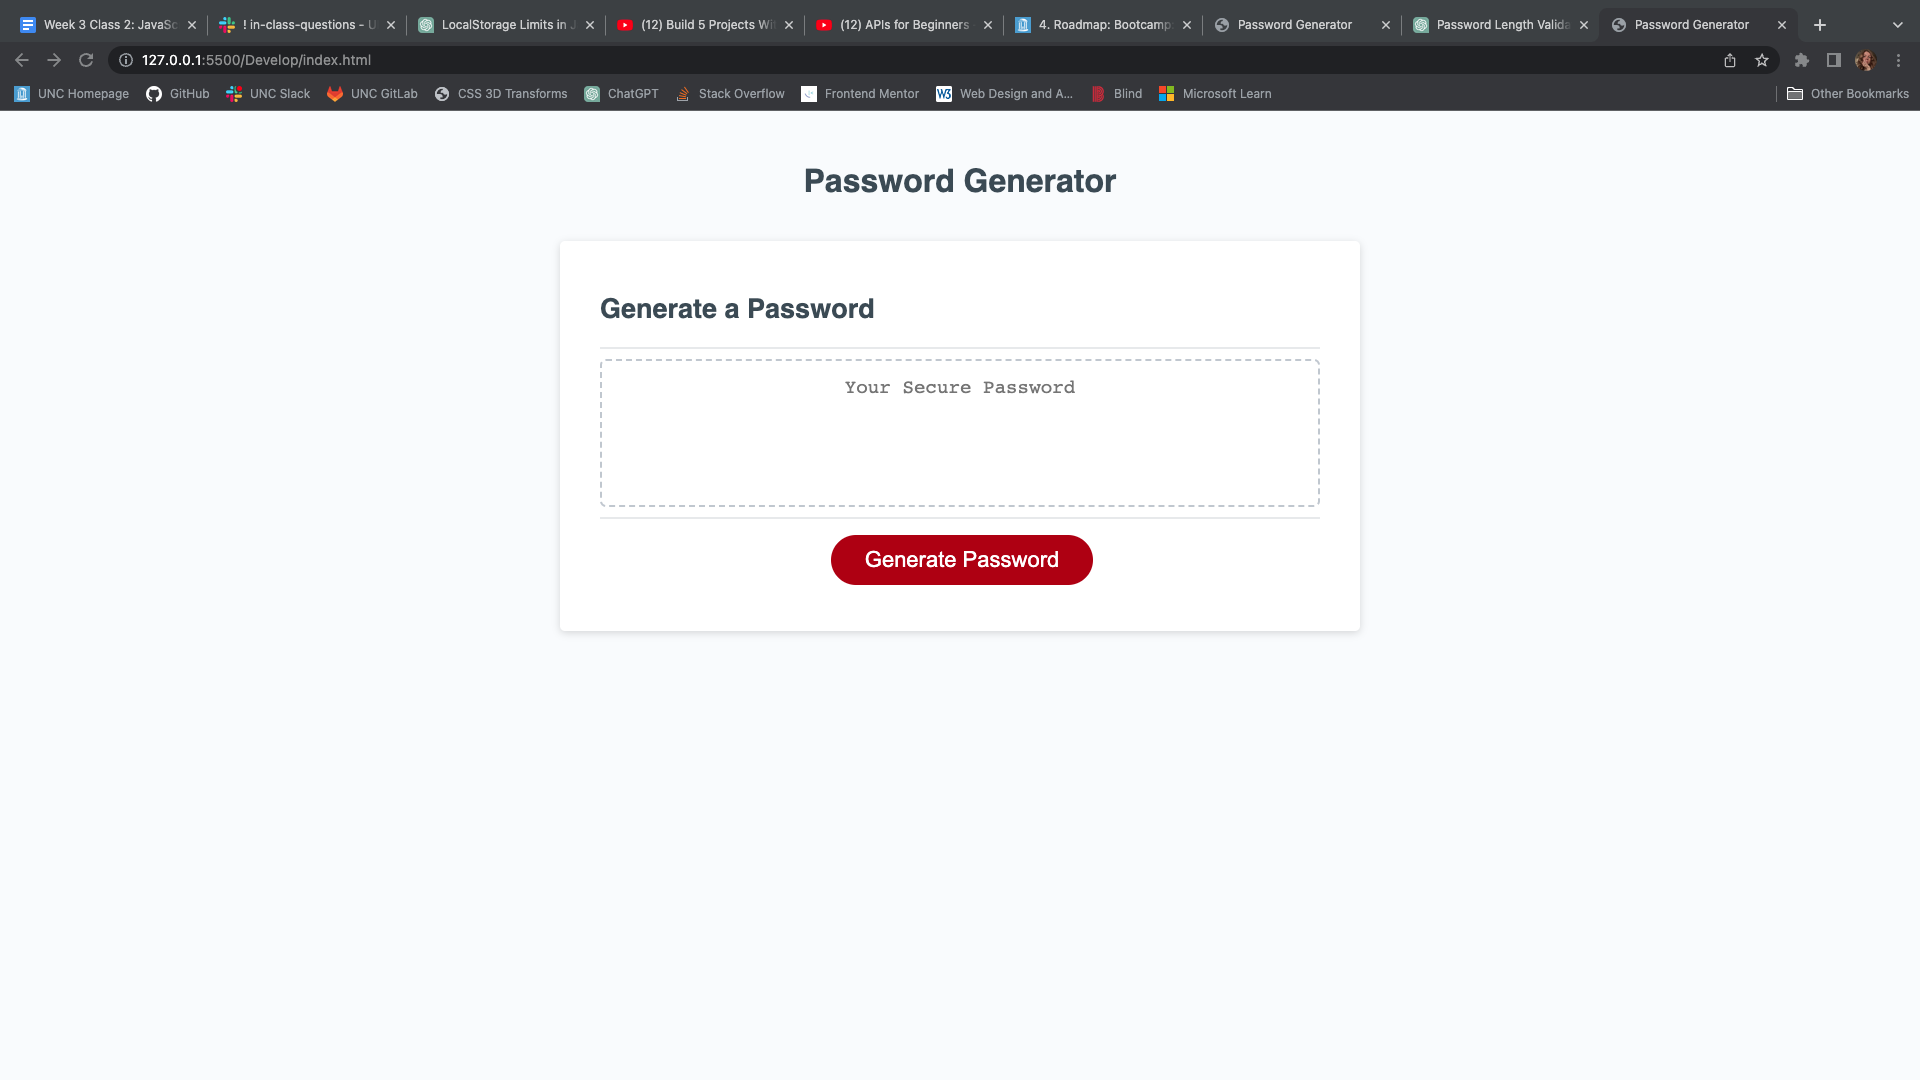 Week 3 Class 2: JavaSc
! in-class-questions - U
LocalStorage Limits in J
(12) Build 5 Projects Wit
(12) APIs for Beginners
4. Roadmap: Bootcamp:
Password Generator
Password Length Valida
Password Generator
127.0.0.1:5500/Develop/index.html
UNC Homepage
GitHub
UNC Slack
UNC GitLab
CSS 3D Transforms
ChatGPT
Stack Overflow
Frontend Mentor
W3
Web Design and A...
Blind
Microsoft Learn
Other Bookmarks
Password Generator
Generate a Password
Your Secure Password
Generate Password